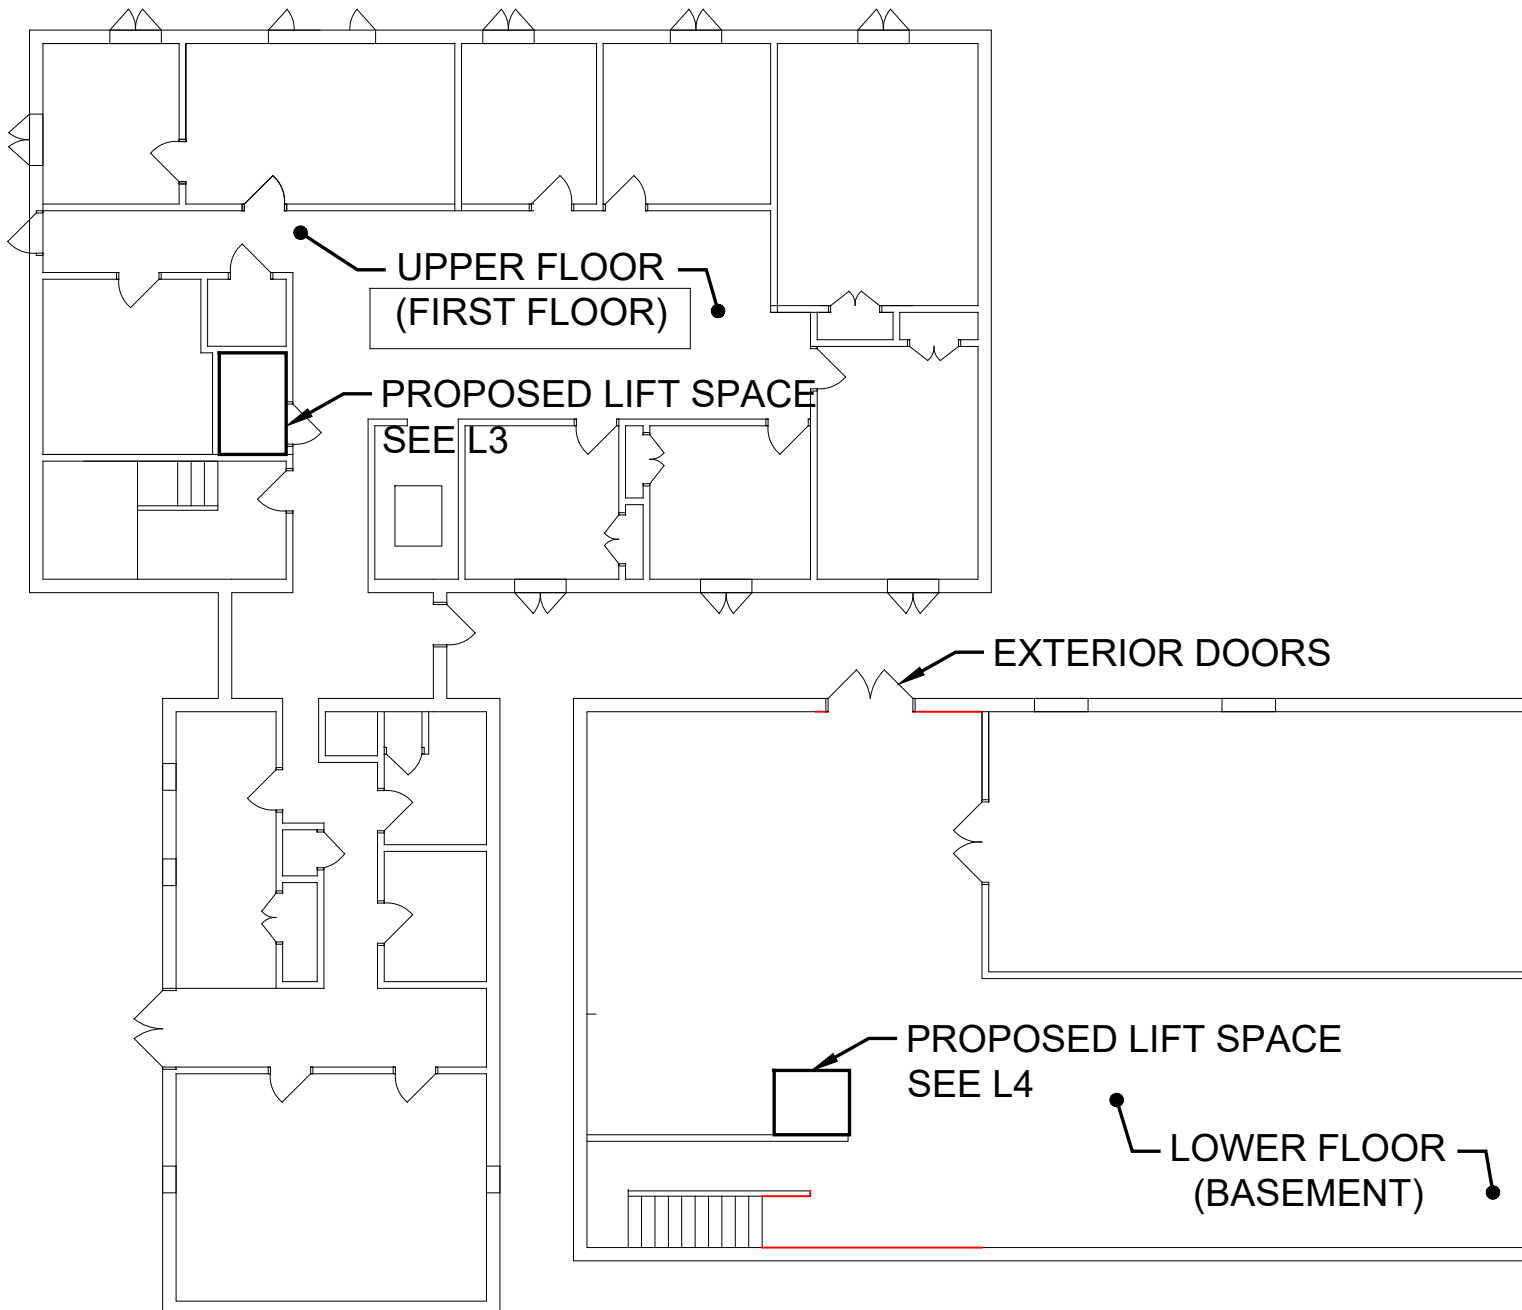 UPPER FLOOR
(FIRST FLOOR)
PROPOSED LIFT SPACE
SEE L3
EXTERIOR DOORS
PROPOSED LIFT SPACE
SEE L4
LOWER FLOOR
(BASEMENT)